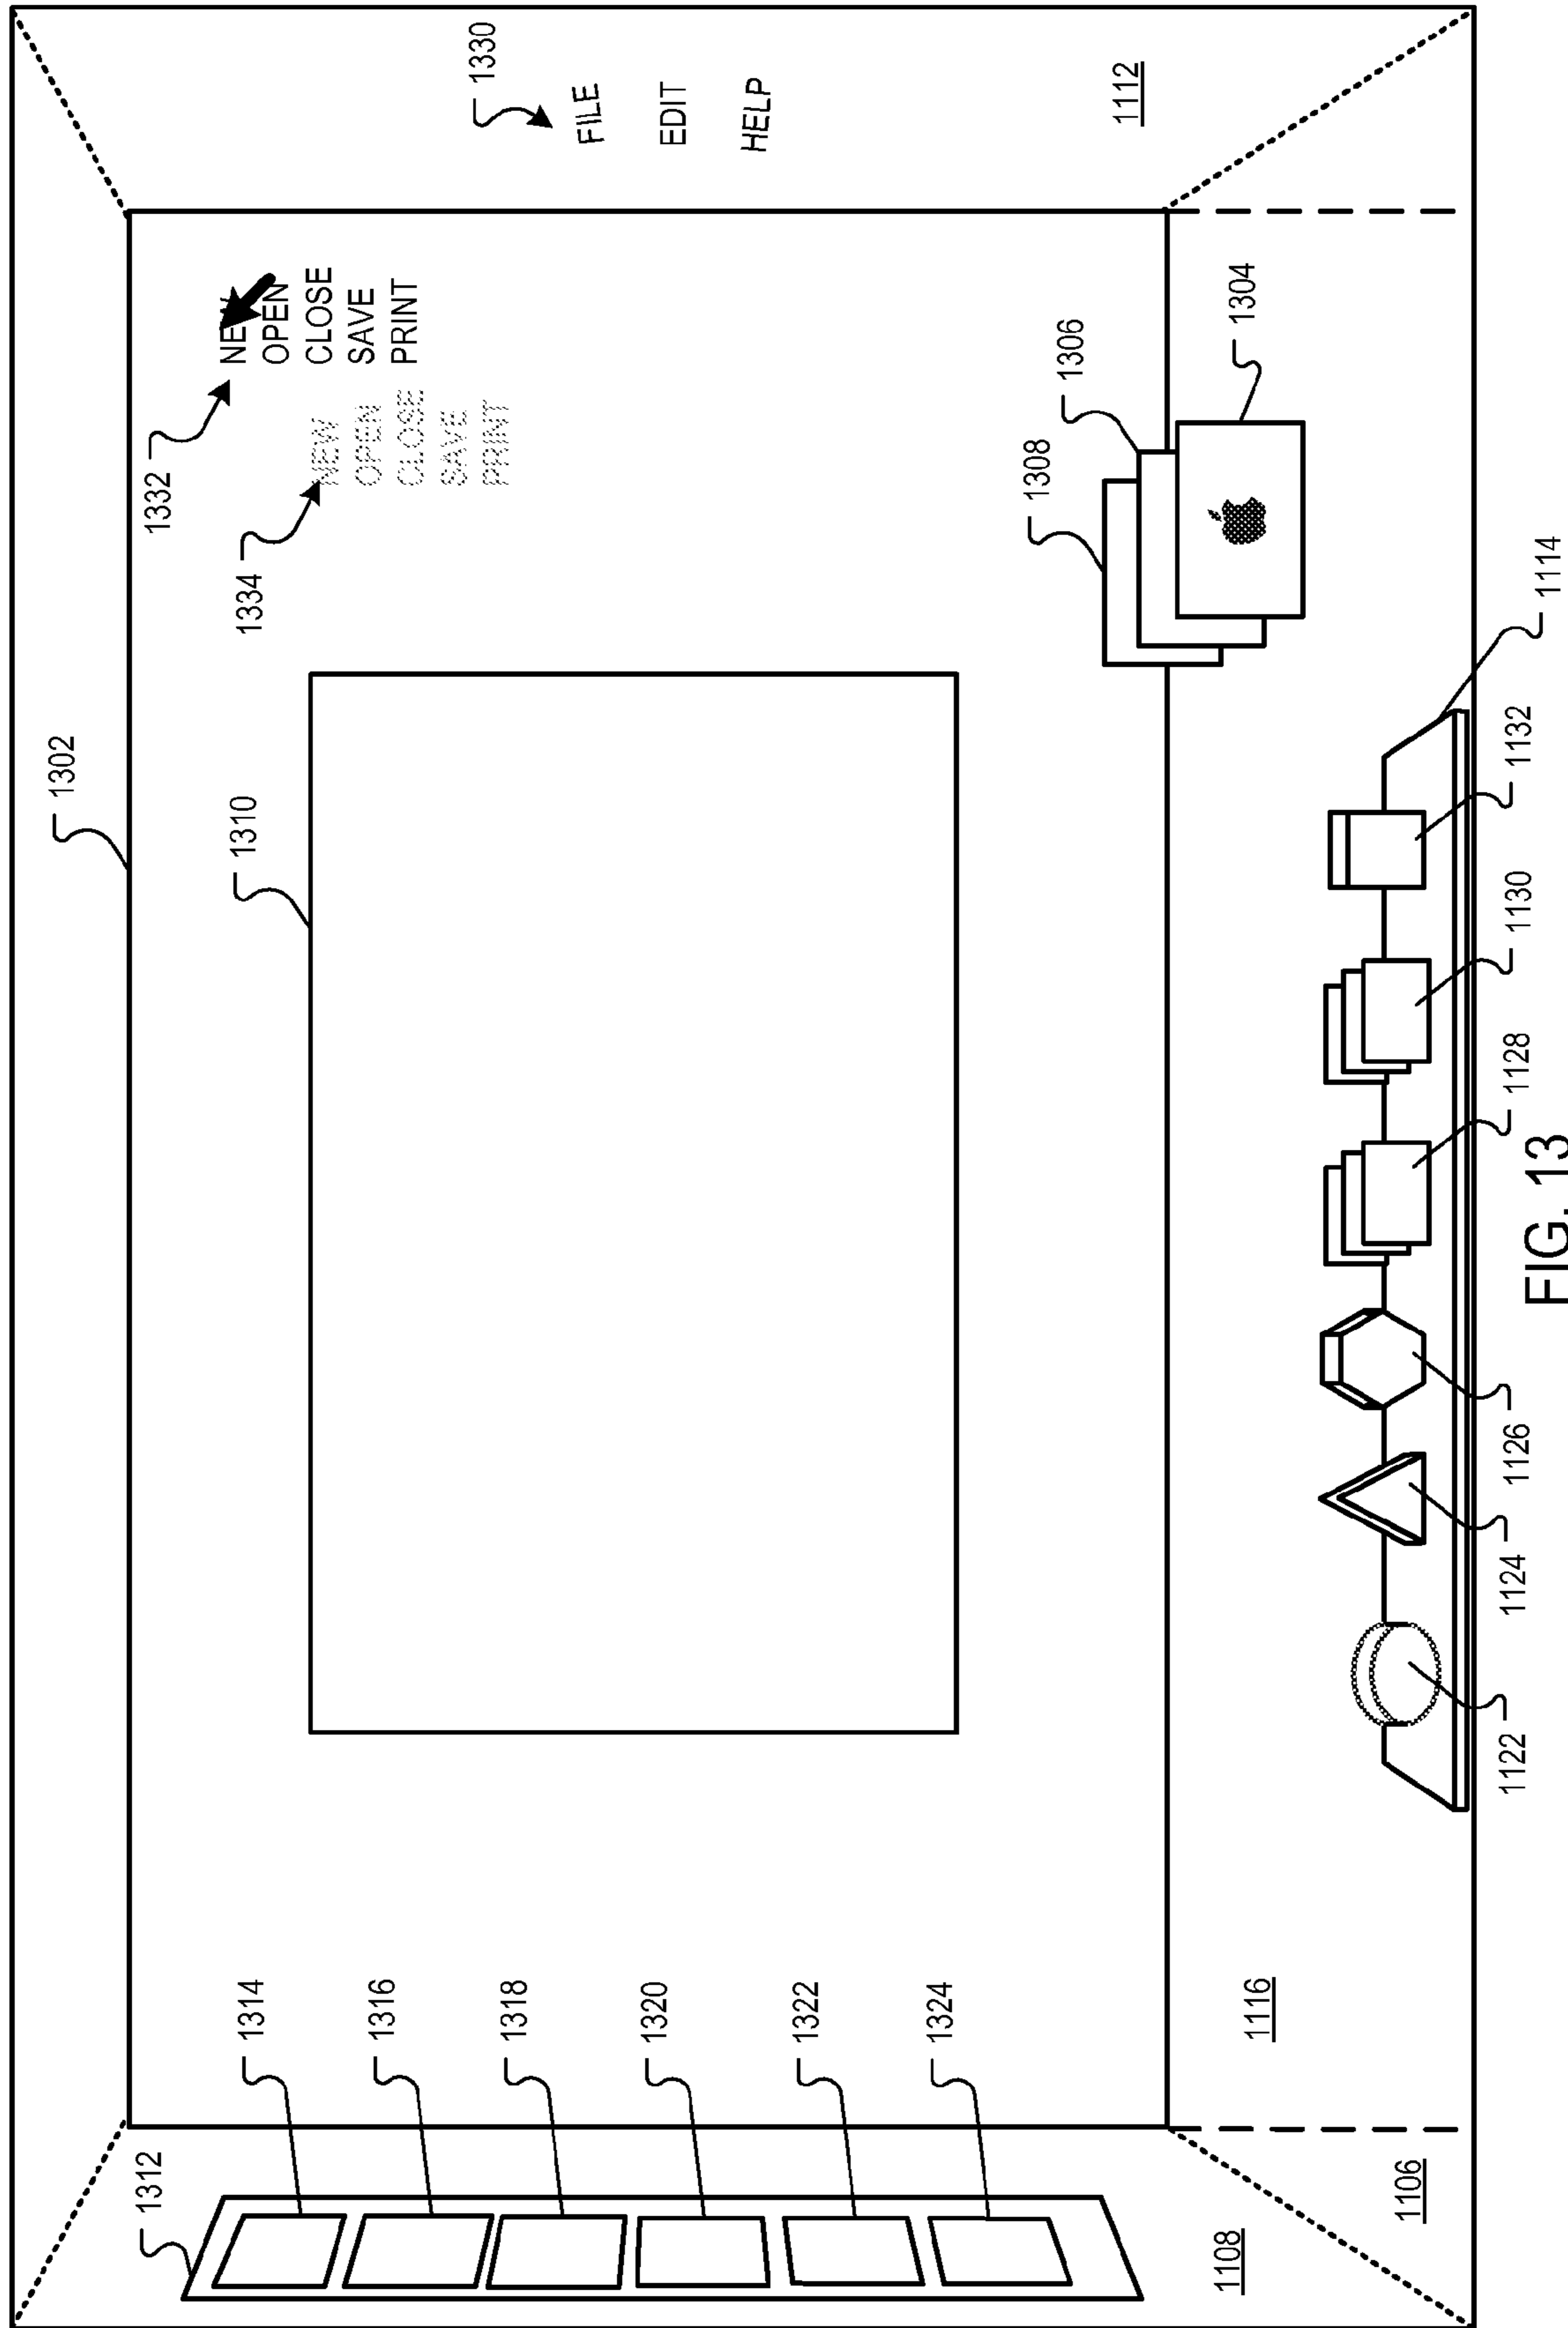 1302
1312
1314
1316
1318
1320
1322
1324
1310
1332
NEW
OPEN
CLOSE
SAVE
PRINT
1334
NEW
OPEN
CLOSE
SAVE
PRINT
1330
FILE
EDIT
HELP
1308
1306
1304
1112
1108
1106
1116
1114
1122
1124
1126
1128
1130
1132
FIG. 13